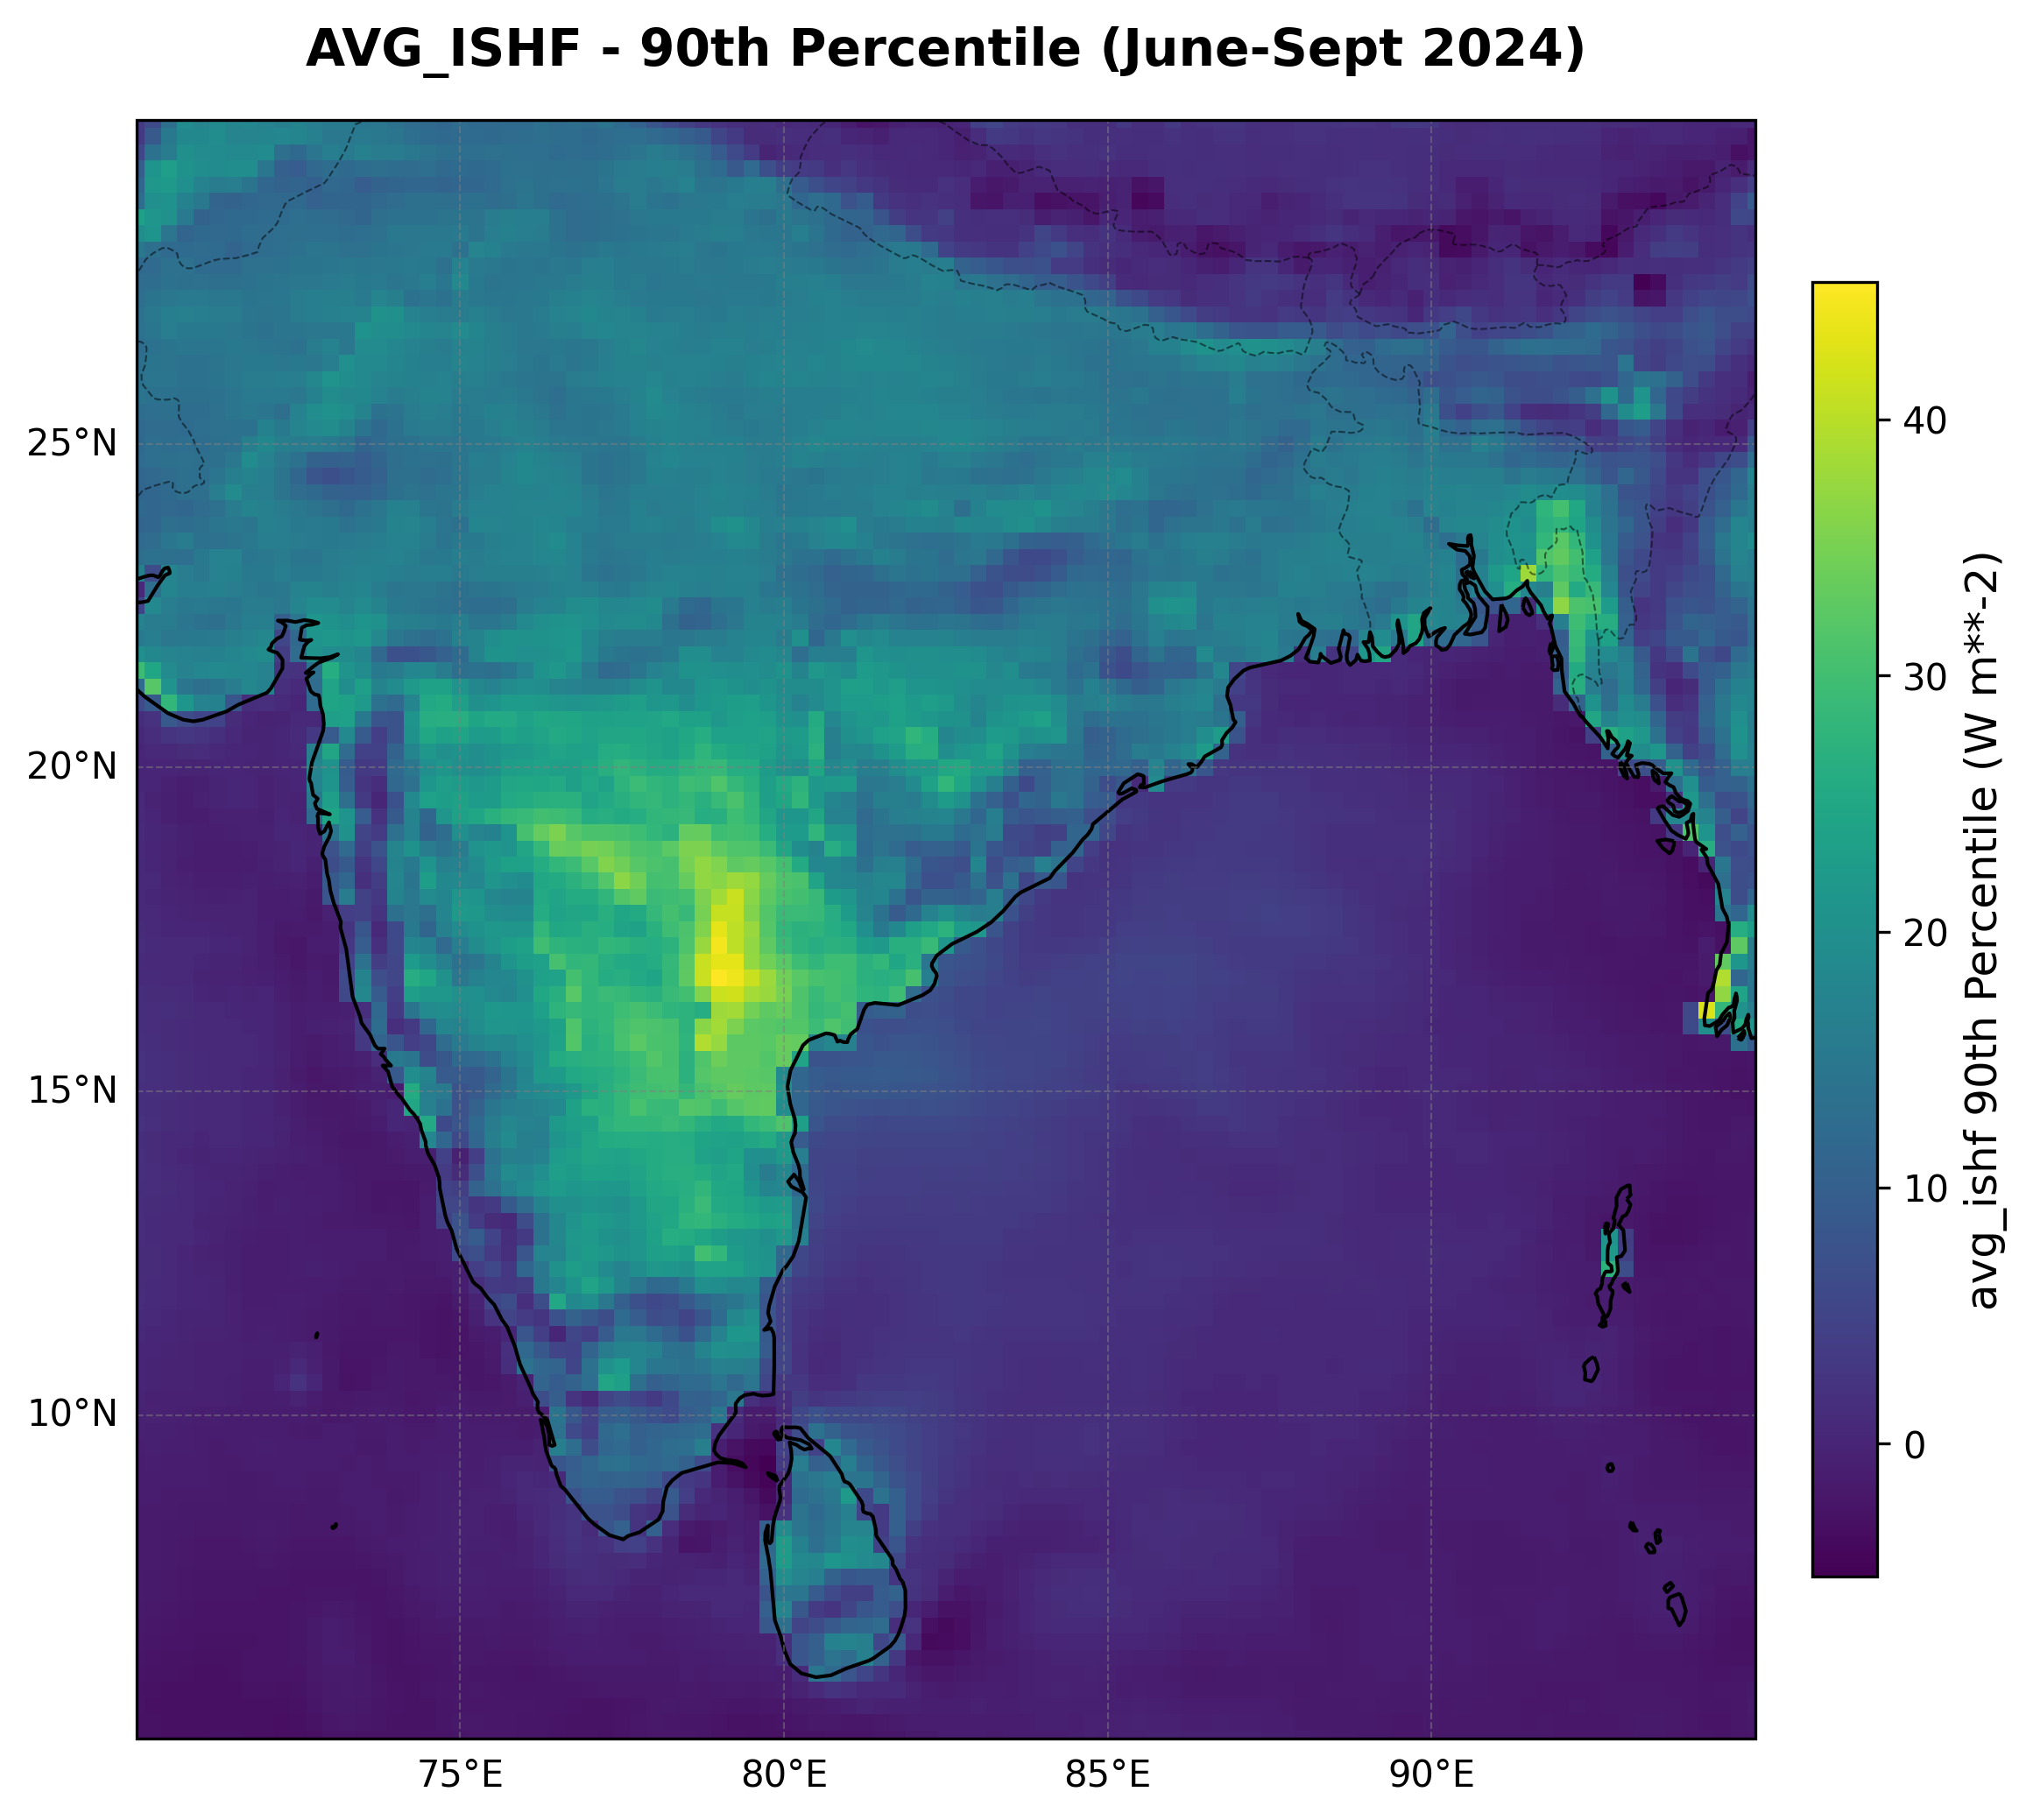 AVG_ISHF - 90th Percentile (June-Sept 2024)
25°N
20°N
15°N
10°N
75°E
80°E
85°E
90°E
40
30
20
10
0
avg_ishf 90th Percentile (W m**-2)